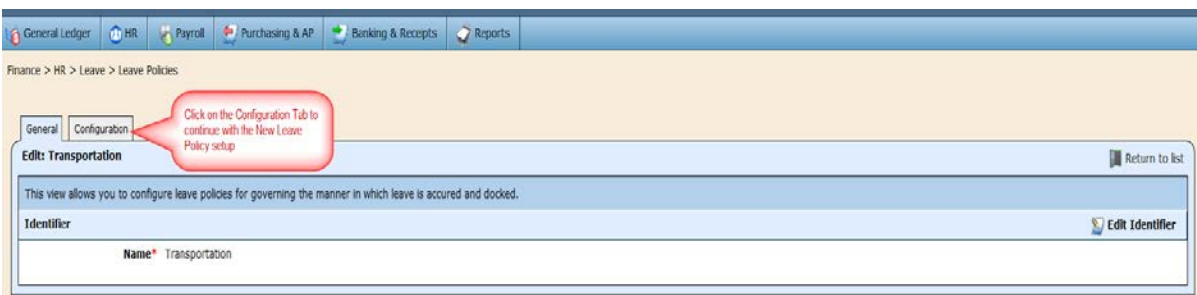 General Ledger HR Payroll Purchasing & AP Banking & Receipts Reports
Finance > HR > Leave > Leave Policies
Click on the Configuration Tab to
continue with the New Leave
Policy setup
General Configuration
Edit: Transportation Return to list
This view allows you to configure leave policies for governing the manner in which leave is accured and docked.
Identifier Edit Identifier
Name* Transportation